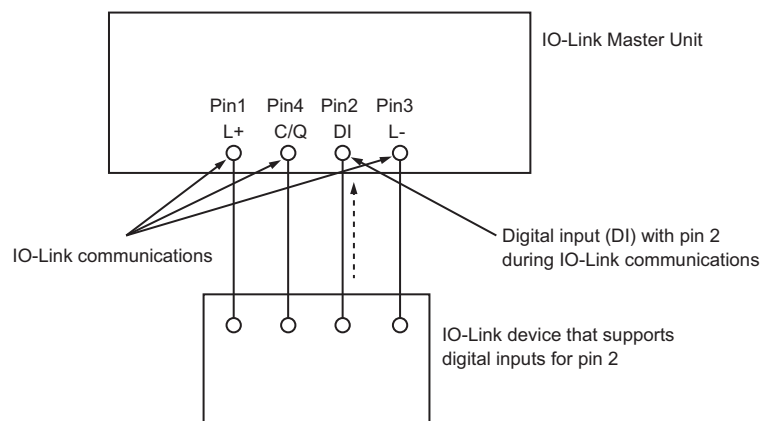 IO-Link Master Unit
Pin1 Pin4 Pin2 Pin3
L+ C/Q DI L-
IO-Link communications
Digital input (DI) with pin 2
during IO-Link communications
IO-Link device that supports
digital inputs for pin 2